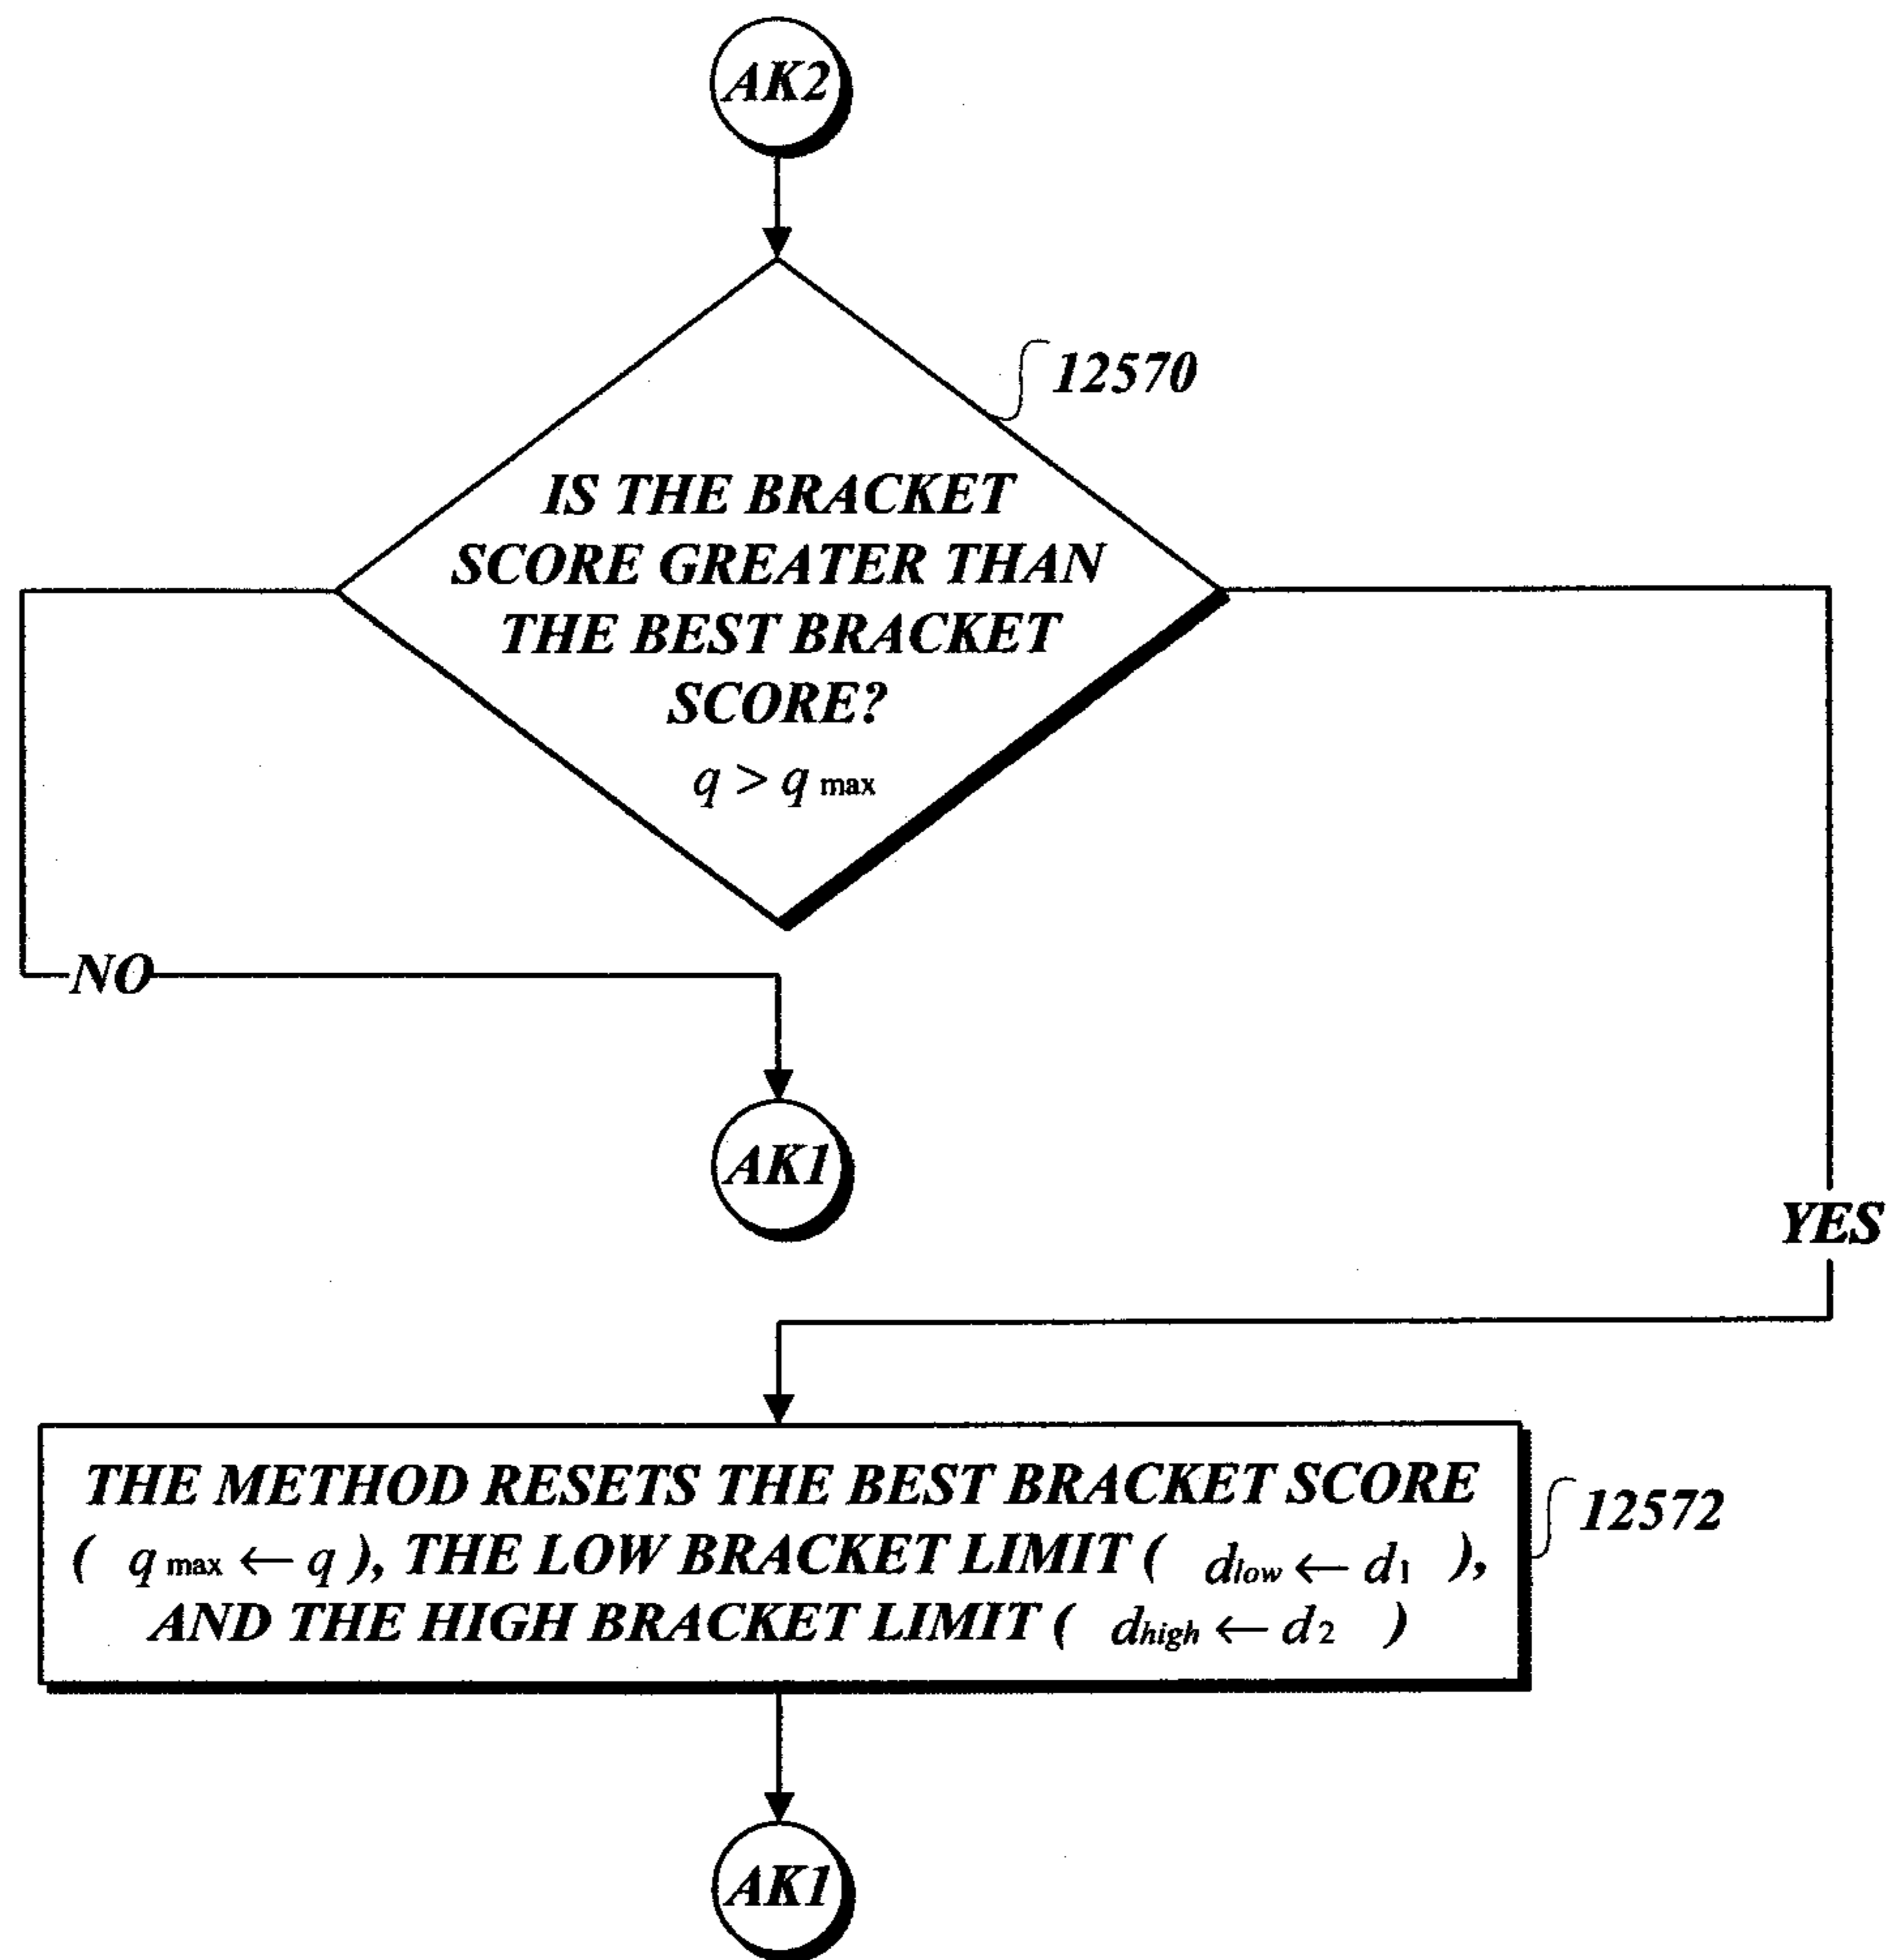 AK2
12570
IS THE BRACKET
SCORE GREATER THAN
THE BEST BRACKET
SCORE?
q > q max
NO
AK1
YES
THE METHOD RESETS THE BEST BRACKET SCORE
( q max ← q ), THE LOW BRACKET LIMIT ( dlow ← d1 ),
AND THE HIGH BRACKET LIMIT ( dhigh ← d2 )
12572
AK1